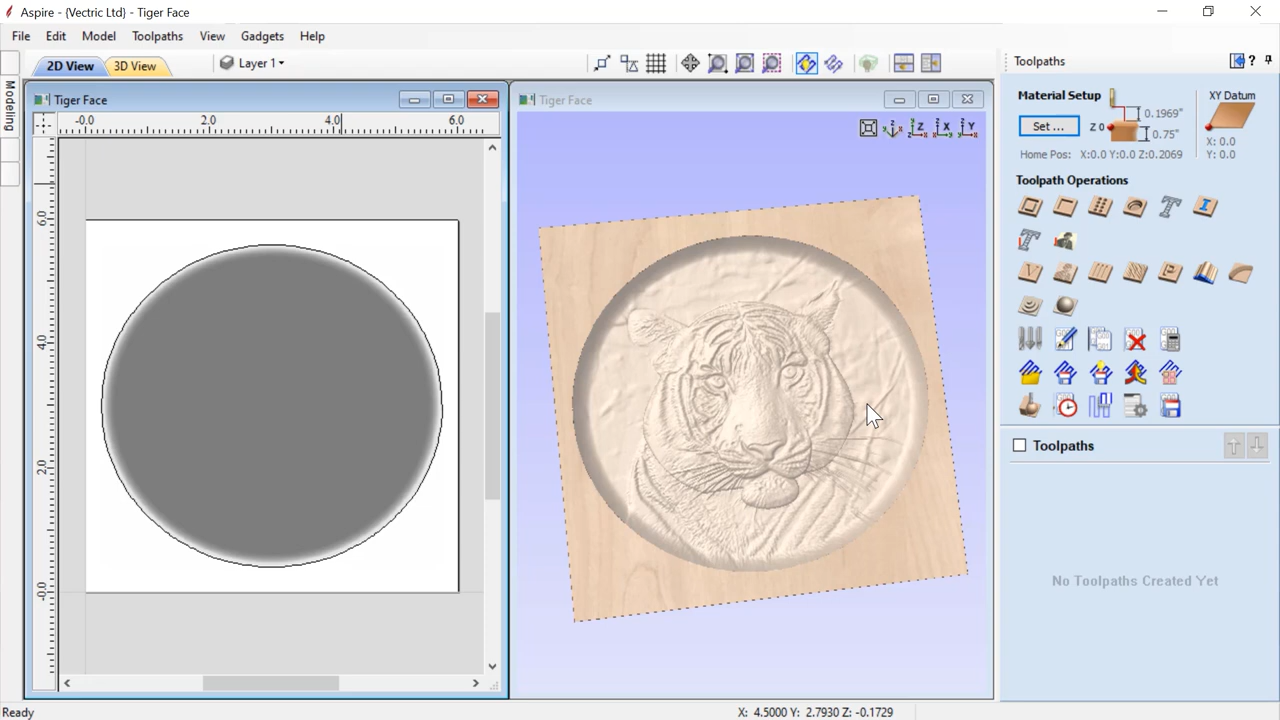 Aspire - {Vectric Ltd} - Tiger Face
File Edit Model Toolpaths View Gadgets Help
2D View 3D View Layer 1
Modeling
Tiger Face
-0.0 2.0 4.0 6.0
6.0
4.0
2.0
-0.0
Tiger Face
Z X Y
Toolpaths
Material Setup
Set ...
Z 0
0.1969"
0.75"
Home Pos: X:0.0 Y:0.0 Z:0.2069
XY Datum
X: 0.0
Y: 0.0
Toolpath Operations
Toolpaths
No Toolpaths Created Yet
Ready
X: 4.5000 Y: 2.7930 Z: -0.1729